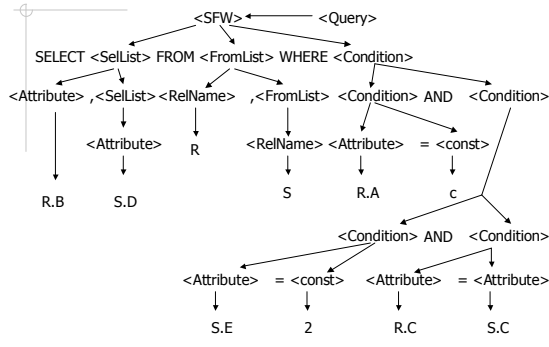 <SFW> <Query>
SELECT <SelList> FROM <FromList> WHERE <Condition>
<Attribute> ,<SelList> <RelName> ,<FromList> <Condition> AND <Condition>
<Attribute> R <RelName> <Attribute> = <const>
R.B S.D S R.A c
<Condition> AND <Condition>
<Attribute> = <const> <Attribute> = <Attribute>
S.E 2 R.C S.C